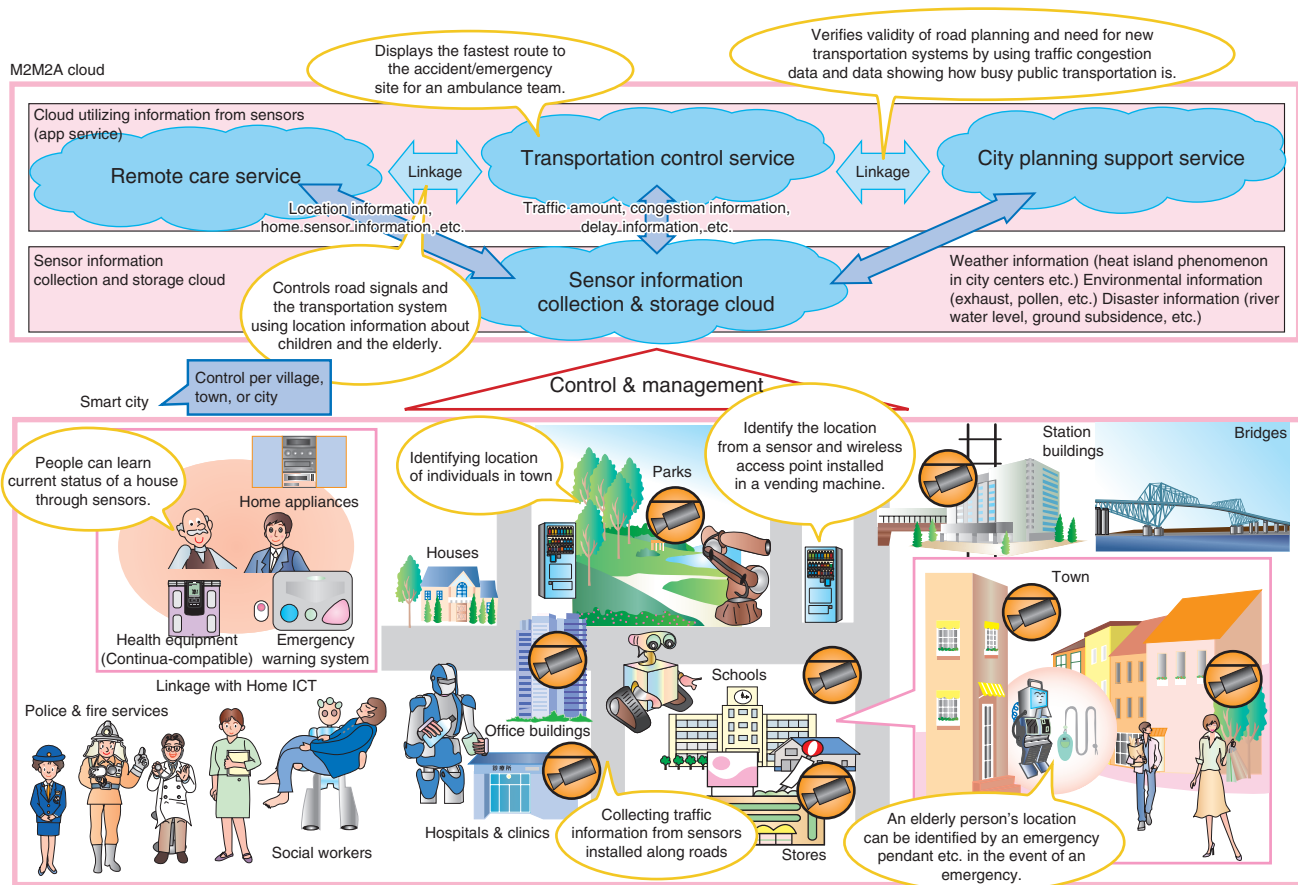 Displays the fastest route to
the accident/emergency
site for an ambulance team.
Verifies validity of road planning and need for new
transportation systems by using traffic congestion
data and data showing how busy public transportation is.
M2M2A cloud
Cloud utilizing information from sensors
(app service)
Remote care service
Linkage
Transportation control service
Linkage
City planning support service
Location information,
home sensor information, etc.
Traffic amount, congestion information,
delay information, etc.
Sensor information
collection and storage cloud
Sensor information
collection & storage cloud
Weather information (heat island phenomenon
in city centers etc.) Environmental information
(exhaust, pollen, etc.) Disaster information (river
water level, ground subsidence, etc.)
Controls road signals and
the transportation system
using location information about
children and the elderly.
Control per village,
town, or city
Smart city
Control & management
People can learn
current status of a house
through sensors.
Home appliances
Health equipment
(Continua-compatible)
Emergency
warning system
Linkage with Home ICT
Police & fire services
Social workers
Identifying location
of individuals in town
Parks
Identify the location
from a sensor and wireless
access point installed
in a vending machine.
Station
buildings
Bridges
Houses
Office buildings
Schools
Town
診療所
Hospitals & clinics
Collecting traffic
information from sensors
installed along roads
Stores
An elderly person's location
can be identified by an emergency
pendant etc. in the event of an
emergency.